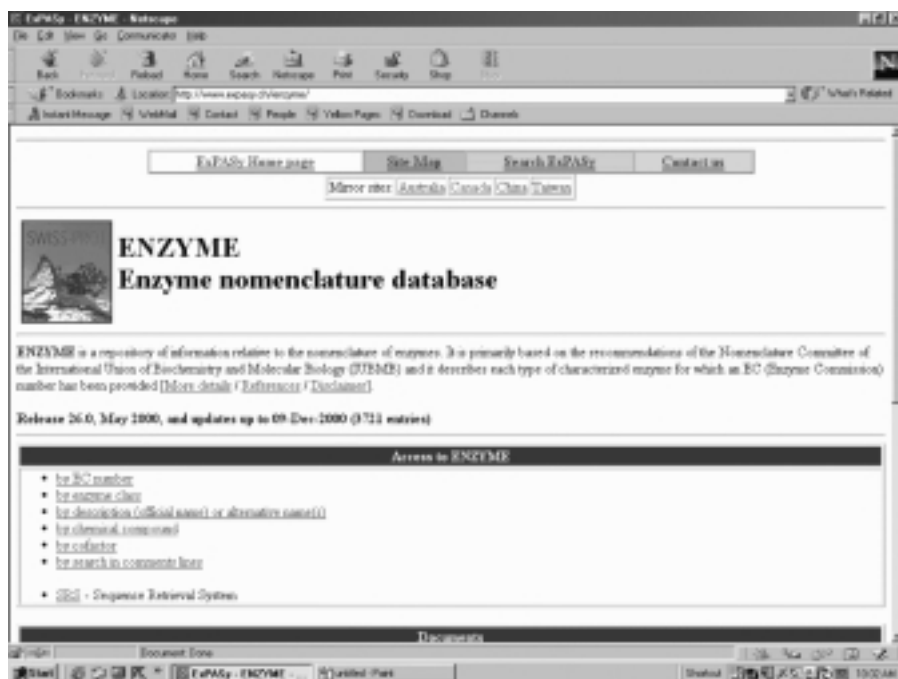 ExPASy - ENZYME - Netscape
File Edit View Go Communicator Help
Back Reload Home Search Netscape Print Security Shop
Bookmarks Location: http://www.expasy.ch/enzyme/ What's Related
Instant Message WebMail Contact People Yellow Pages Download Channels
ExPASy Home page Site Map Search ExPASy Contact us
Mirror sites: Australia Canada China Taiwan
SWISS-PROT
ENZYME
Enzyme nomenclature database
ENZYME is a repository of information relative to the nomenclature of enzymes. It is primarily based on the recommendations of the Nomenclature Committee of
the International Union of Biochemistry and Molecular Biology (IUBMB) and it describes each type of characterized enzyme for which an EC (Enzyme Commission)
number has been provided [More details / References / Disclaimer].
Release 26.0, May 2000, and updates up to 09-Dec-2000 (3721 entries)
Access to ENZYME
by EC number
by enzyme class
by description (official name) or alternative name(s)
by chemical compound
by cofactor
by search in comments lines
SRS - Sequence Retrieval System
Documents
Document: Done
Start ExPASy - ENZYME - ... untitled - Paint Shortcut 10:02 AM